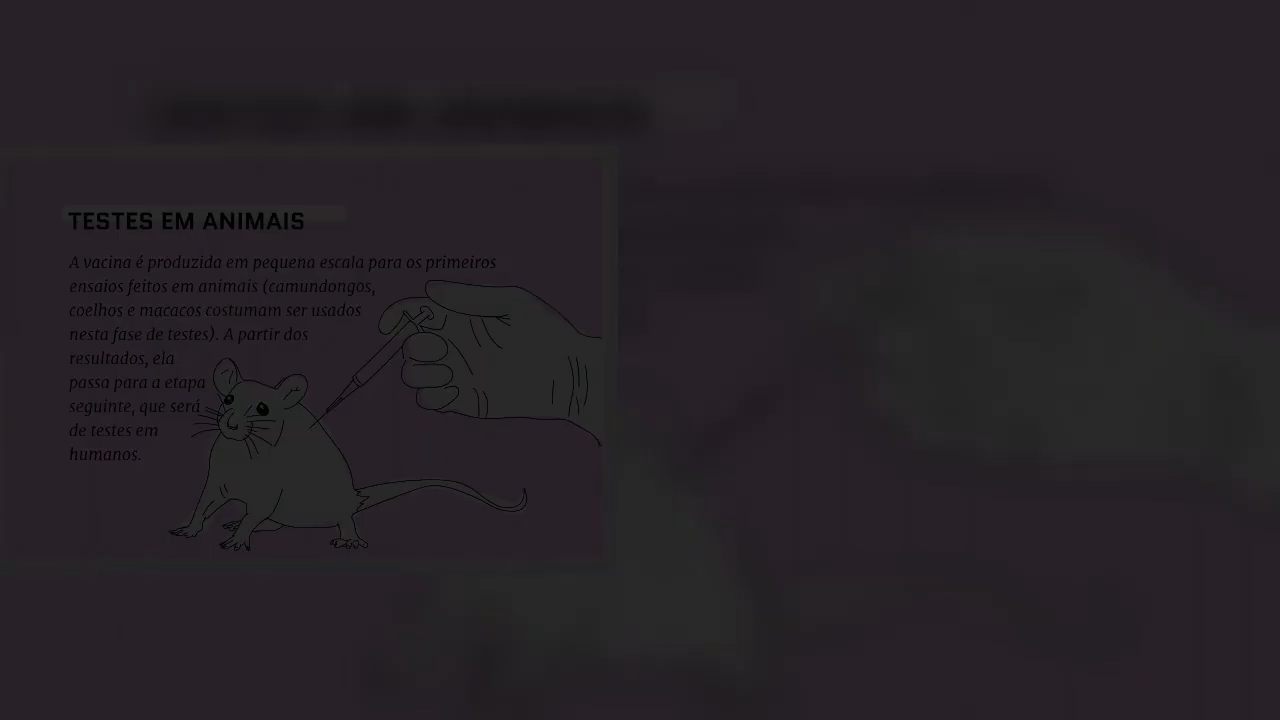 TESTES EM ANIMAIS
A vacina é produzida em pequena escala para os primeiros
ensaios feitos em animais (camundongos,
coelhos e macacos costumam ser usados
nesta fase de testes). A partir dos
resultados, ela
passa para a etapa
seguinte, que será
de testes em
humanos.